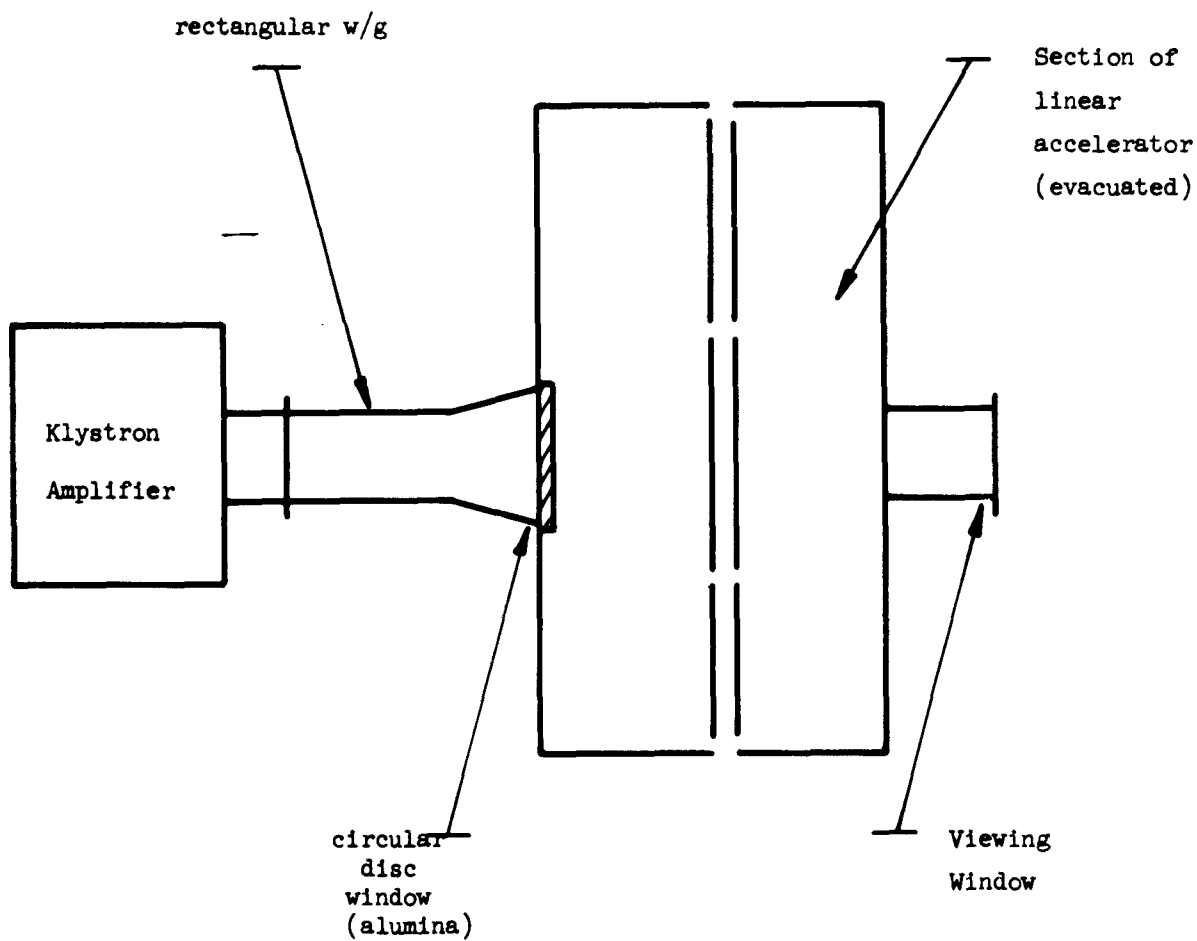 rectangular w/g
Section of
linear
accelerator
(evacuated)
Klystron
Amplifier
circular
disc
window
(alumina)
Viewing
Window